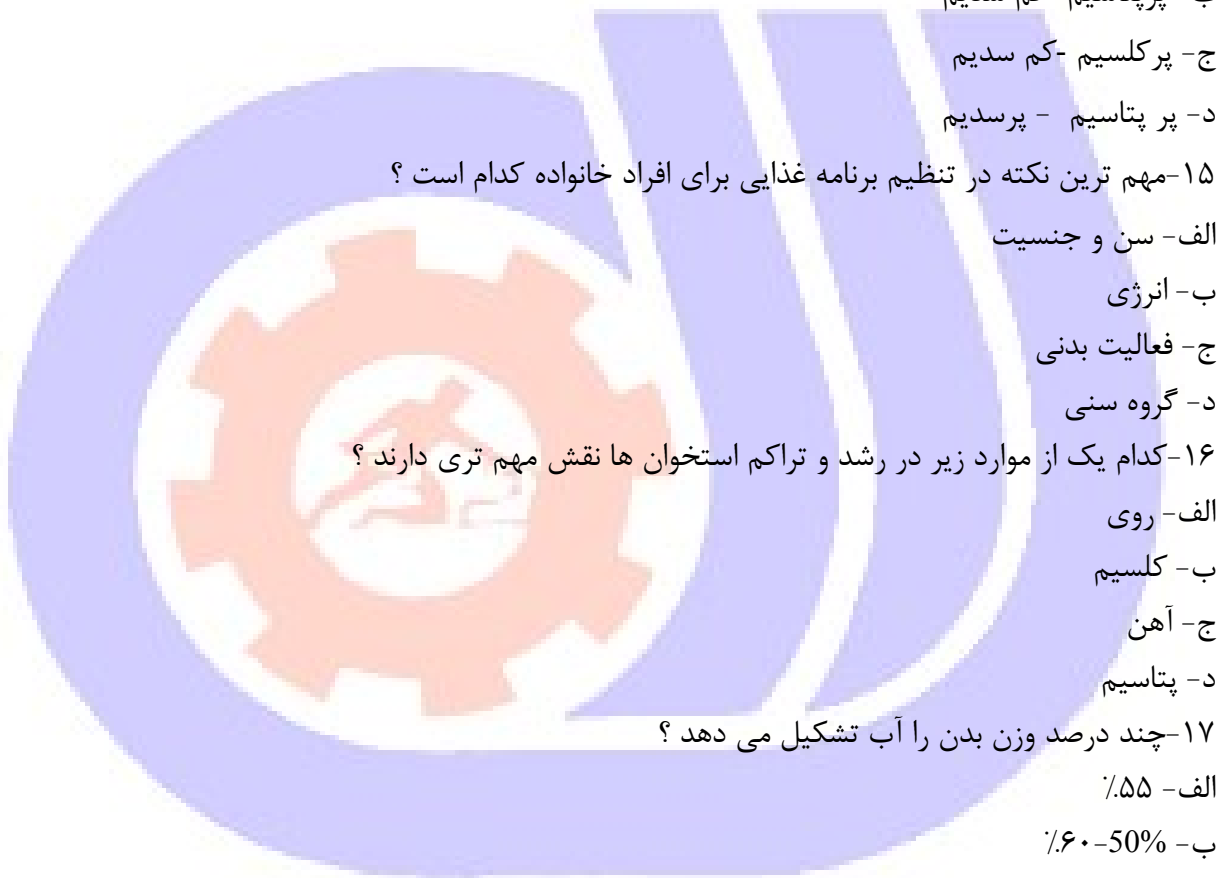 ب- پرپتاسیم -کم سدیم
ج- پرکلسیم -کم سدیم
د- پر پتاسیم - پرسدیم
۱۵-مهم ترین نکته در تنظیم برنامه غذایی برای افراد خانواده کدام است ؟
الف- سن و جنسیت
ب- انرژی
ج- فعالیت بدنی
د- گروه سنی
۱۶-کدام یک از موارد زیر در رشد و تراکم استخوان ها نقش مهم تری دارند ؟
الف- روی
ب- کلسیم
ج- آهن
د- پتاسیم
۱۷-چند درصد وزن بدن را آب تشکیل می دهد ؟
الف- ۵۵٪
ب- 50%-۶۰٪